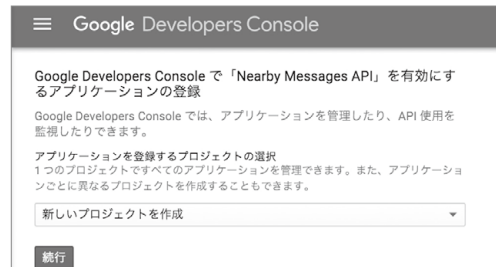 Google Developers Console
Google Developers Console で「Nearby Messages API」を有効にす
るアプリケーションの登録
Google Developers Console では、アプリケーションを管理したり、API 使用を
監視したりできます。
アプリケーションを登録するプロジェクトの選択
1 つのプロジェクトですべてのアプリケーションを管理できます。また、アプリケーショ
ンごとに異なるプロジェクトを作成することもできます。
新しいプロジェクトを作成
続行